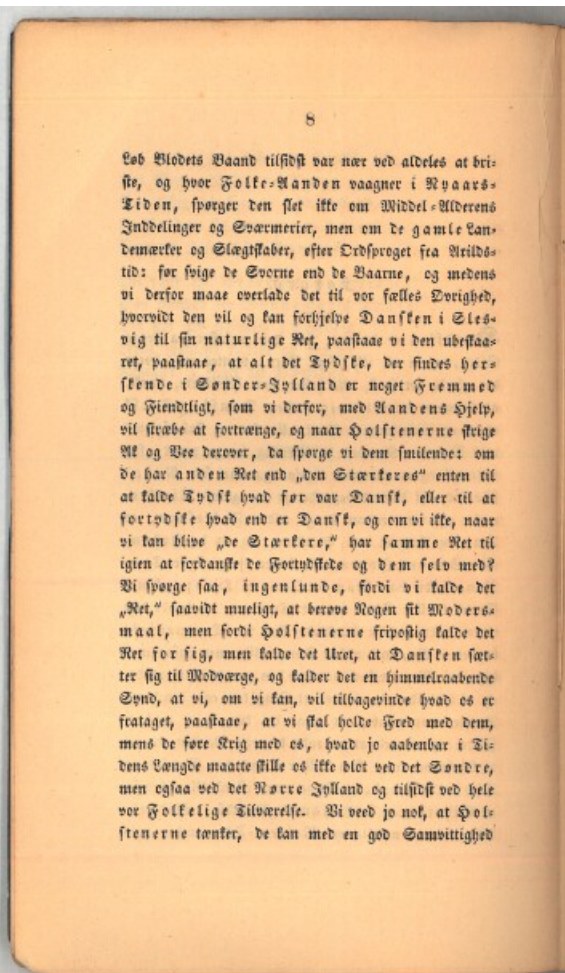 8
Løb Blodets Baand tilsidst var nær ved aldeles at bri-
ste, og hvor Folke-Aanden vaagner i Nyaars-
Tiden, spørger den slet ikke om Middel-Alderens
Inddelinger og Sværmerier, men om de gamle Lan-
demærker og Slægtskaber, efter Ordsproget fra Arilds-
tid: før svige de Svorne end de Baarne, og medens
vi derfor maae overlade det til vor fælles Øvrighed,
hvorvidt den vil og kan forhjelpe Dansken i Sles-
vig til sin naturlige Ret, paastaae vi den ubeskaa-
ret, paastaae, at alt det Tydske, der findes her-
skende i Sønder-Jylland er noget Fremmed
og Fiendtligt, som vi derfor, med Aandens Hjelp,
vil stræbe at fortrænge, og naar Holstenerne skrige
Ak og Vee derover, da spørge vi dem smilende: om
de har anden Ret end „den Stærkeres“ enten til
at kalde Tydsk hvad før var Dansk, eller til at
fortydske hvad end er Dansk, og om vi ikke, naar
vi kan blive „de Stærkere,“ har samme Ret til
igien at fordanske de Fortydskede og dem selv med?
Vi spørge saa, ingenlunde, fordi vi kalde det
„Ret,“ saavidt mueligt, at berøve Nogen sit Moders-
maal, men fordi Holstenerne fripostig kalde det
Ret for sig, men kalde det Uret, at Dansken sæt-
ter sig til Modværge, og kalder det en himmelraabende
Synd, at vi, om vi kan, vil tilbagevinde hvad os er
frataget, paastaae, at vi skal holde Fred med dem,
mens de føre Krig med os, hvad jo aabenbar i Ti-
dens Længde maatte skille os ikke blot ved det Søndre,
men ogsaa ved det Nørre Jylland og tilsidst ved hele
vor Folkelige Tilværelse. Vi veed jo nok, at Hol-
stenerne tænker, de kan med en god Samvittighed